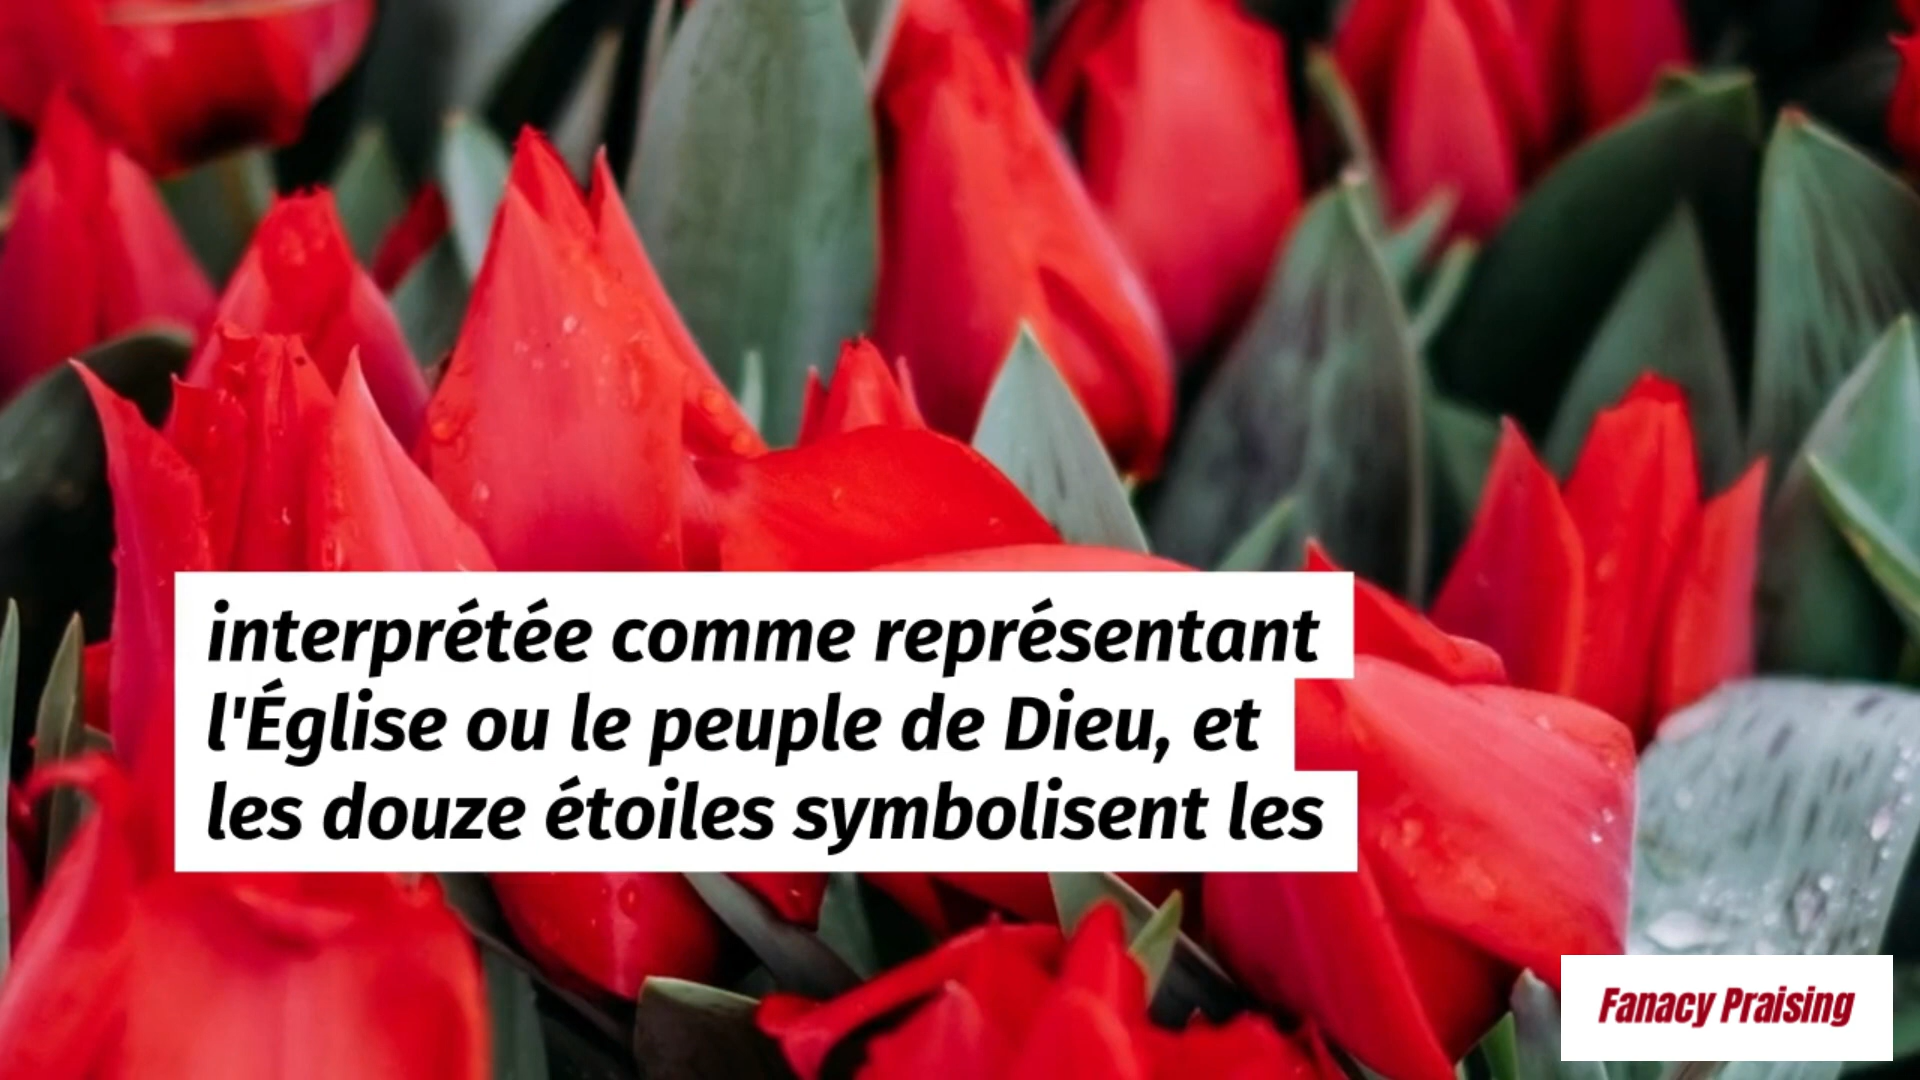 interprétée comme représentant
l'Église ou le peuple de Dieu, et
les douze étoiles symbolisent les
Fanacy Praising